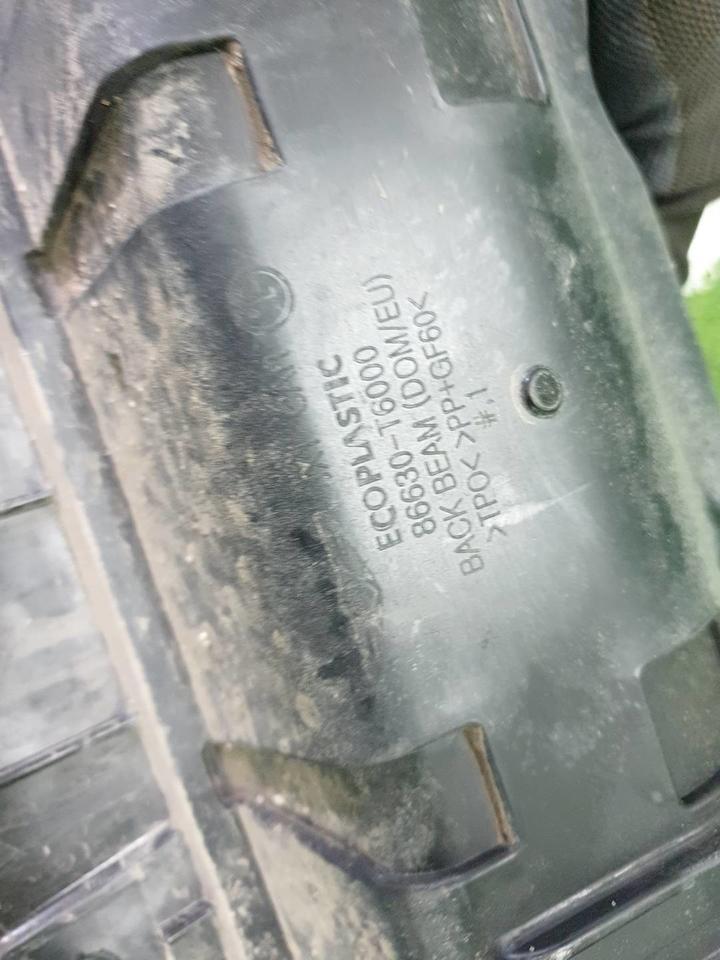 ECOPLASTIC
86630-T6000
BACK BEAM (DOM/EU)
>TPO< >PP+GF60<
#.1